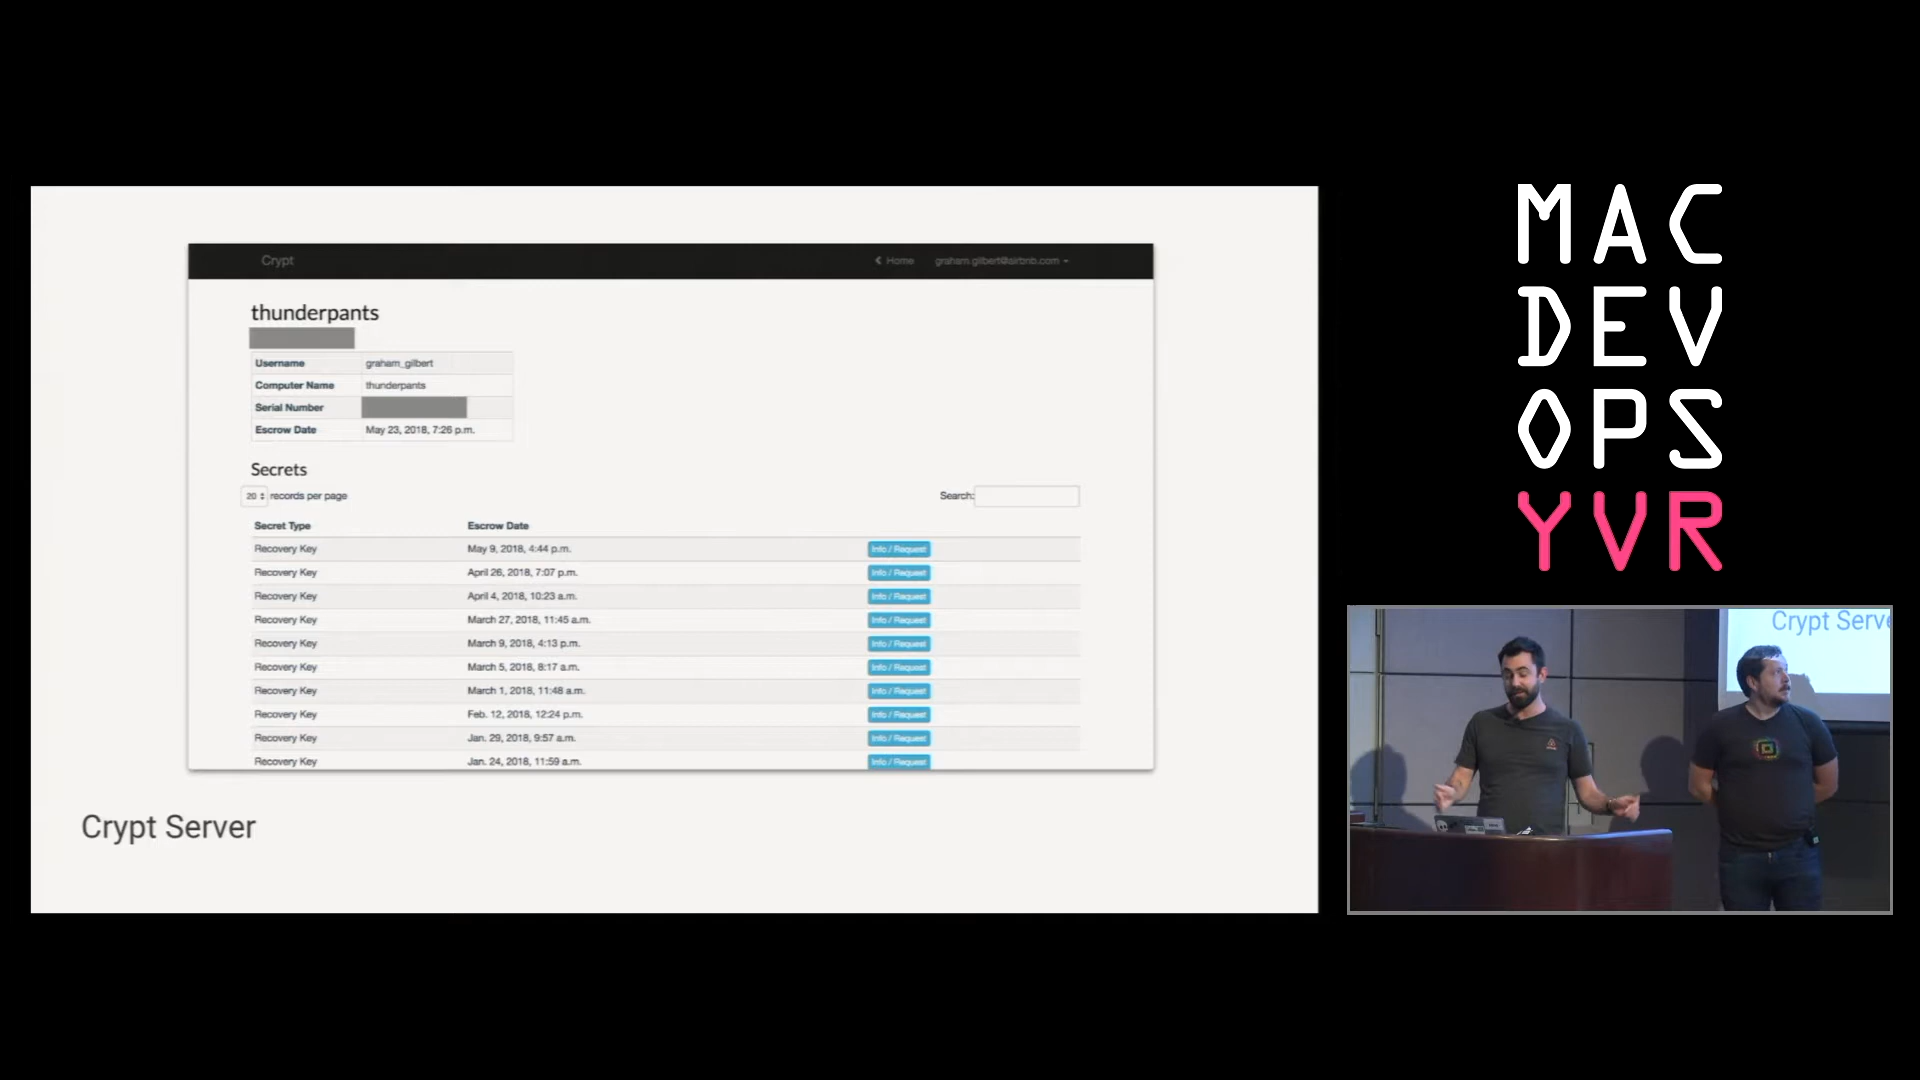 Crypt
Home
graham.gilbert@airbnb.com
thunderpants
Username graham_gilbert
Computer Name thunderpants
Serial Number
Escrow Date May 23, 2018, 7:26 p.m.
Secrets
20 records per page Search:
Secret Type Escrow Date
Recovery Key May 9, 2018, 4:44 p.m. Info / Request
Recovery Key April 26, 2018, 7:07 p.m. Info / Request
Recovery Key April 4, 2018, 10:23 a.m. Info / Request
Recovery Key March 27, 2018, 11:45 a.m. Info / Request
Recovery Key March 9, 2018, 4:13 p.m. Info / Request
Recovery Key March 5, 2018, 8:17 a.m. Info / Request
Recovery Key March 1, 2018, 11:48 a.m. Info / Request
Recovery Key Feb. 12, 2018, 12:24 p.m. Info / Request
Recovery Key Jan. 29, 2018, 9:57 a.m. Info / Request
Recovery Key Jan. 24, 2018, 11:59 a.m. Info / Request
Crypt Server
MAC
DEV
OPS
YVR
Crypt Serve